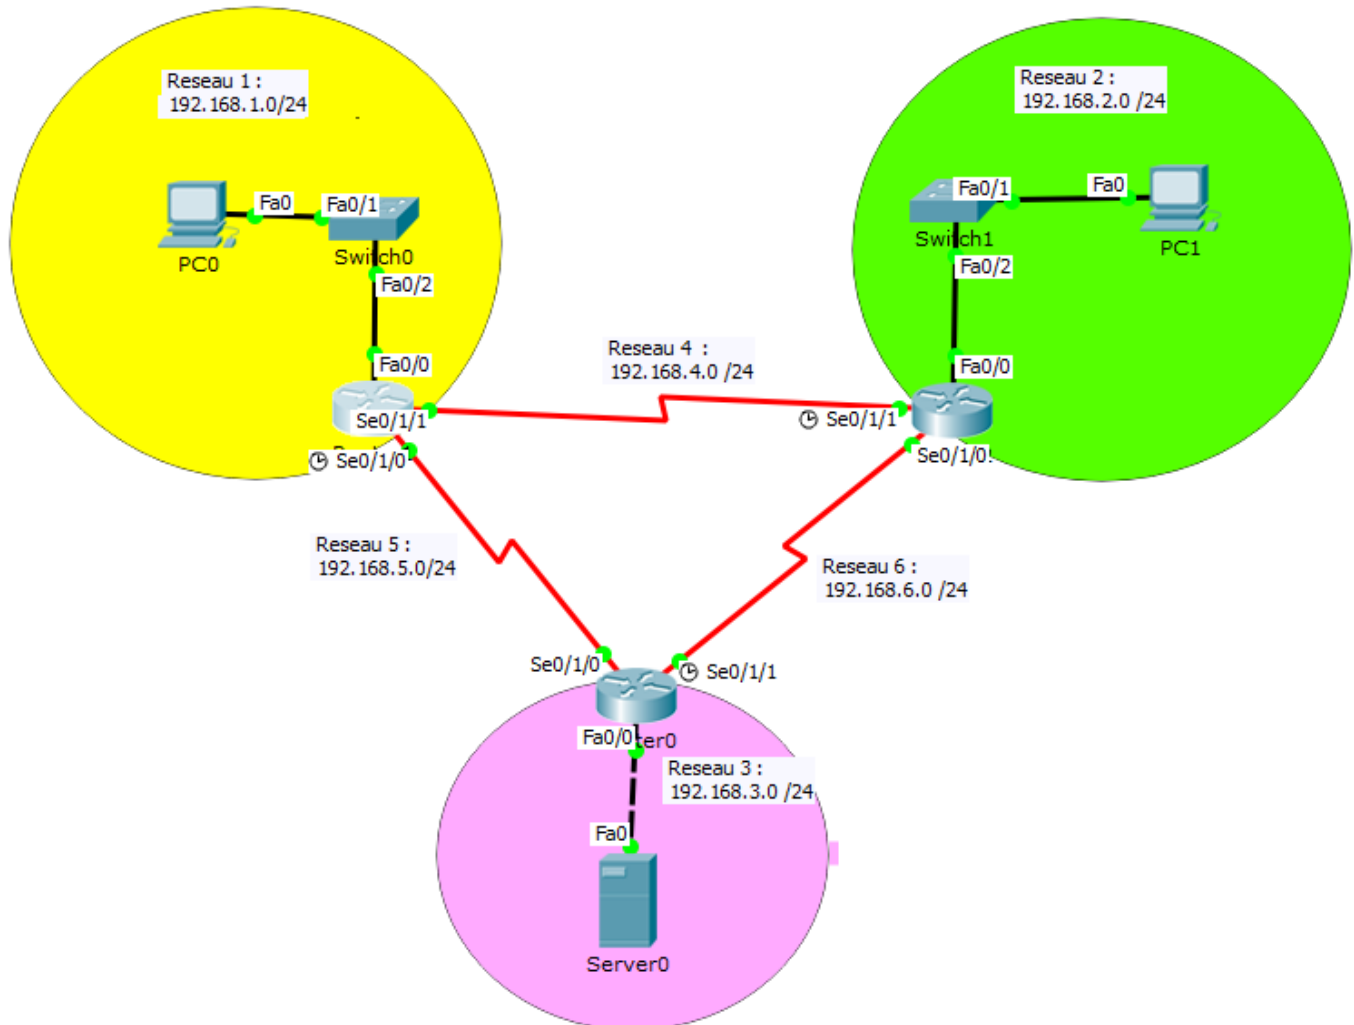 Reseau 1 :
192.168.1.0/24
Reseau 2 :
192.168.2.0 /24
Fa0
Fa0/1
PC0
Switch0
Fa0/2
Fa0/0
Fa0/1
Fa0
Switch1
PC1
Fa0/2
Fa0/0
Reseau 4 :
192.168.4.0 /24
Se0/1/1
Se0/1/1
Se0/1/0
Se0/1/0
Reseau 5 :
192.168.5.0/24
Reseau 6 :
192.168.6.0 /24
Se0/1/0
Se0/1/1
Fa0/0
Reseau 3 :
192.168.3.0 /24
Fa0
Server0